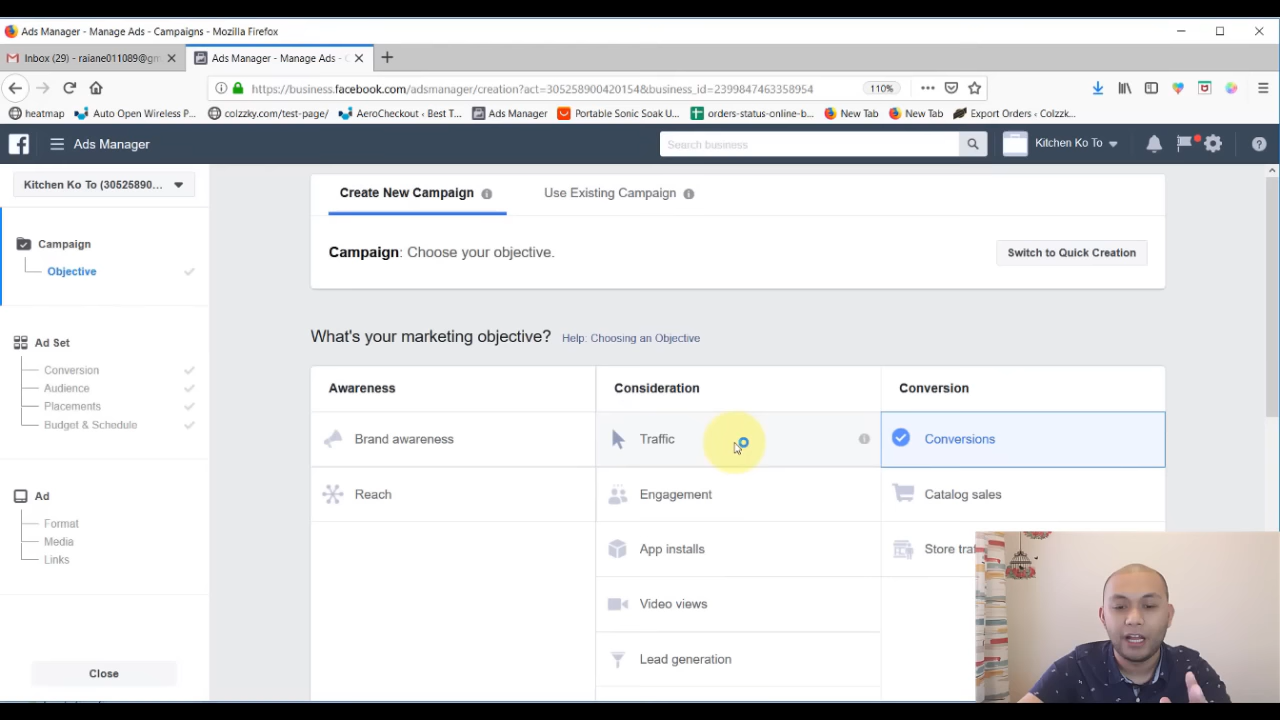 Ads Manager - Manage Ads - Campaigns - Mozilla Firefox
Inbox (29) - raiane011089@gm
Ads Manager - Manage Ads - C
https://business.facebook.com/adsmanager/creation?act=305258900420154&business_id=2399847463358954
110%
heatmap
Auto Open Wireless P...
colzzky.com/test-page/
AeroCheckout - Best T...
Ads Manager
Portable Sonic Soak U...
orders-status-online-b...
New Tab
New Tab
Export Orders - Colzzk...
Ads Manager
Search business
Kitchen Ko To
Kitchen Ko To (30525890...
Create New Campaign
Use Existing Campaign
Campaign
Objective
Campaign: Choose your objective.
Switch to Quick Creation
Ad Set
Conversion
Audience
Placements
Budget & Schedule
What's your marketing objective?
Help: Choosing an Objective
Awareness
Consideration
Conversion
Brand awareness
Traffic
Conversions
Reach
Engagement
Catalog sales
App installs
Store tra
Video views
Lead generation
Ad
Format
Media
Links
Close